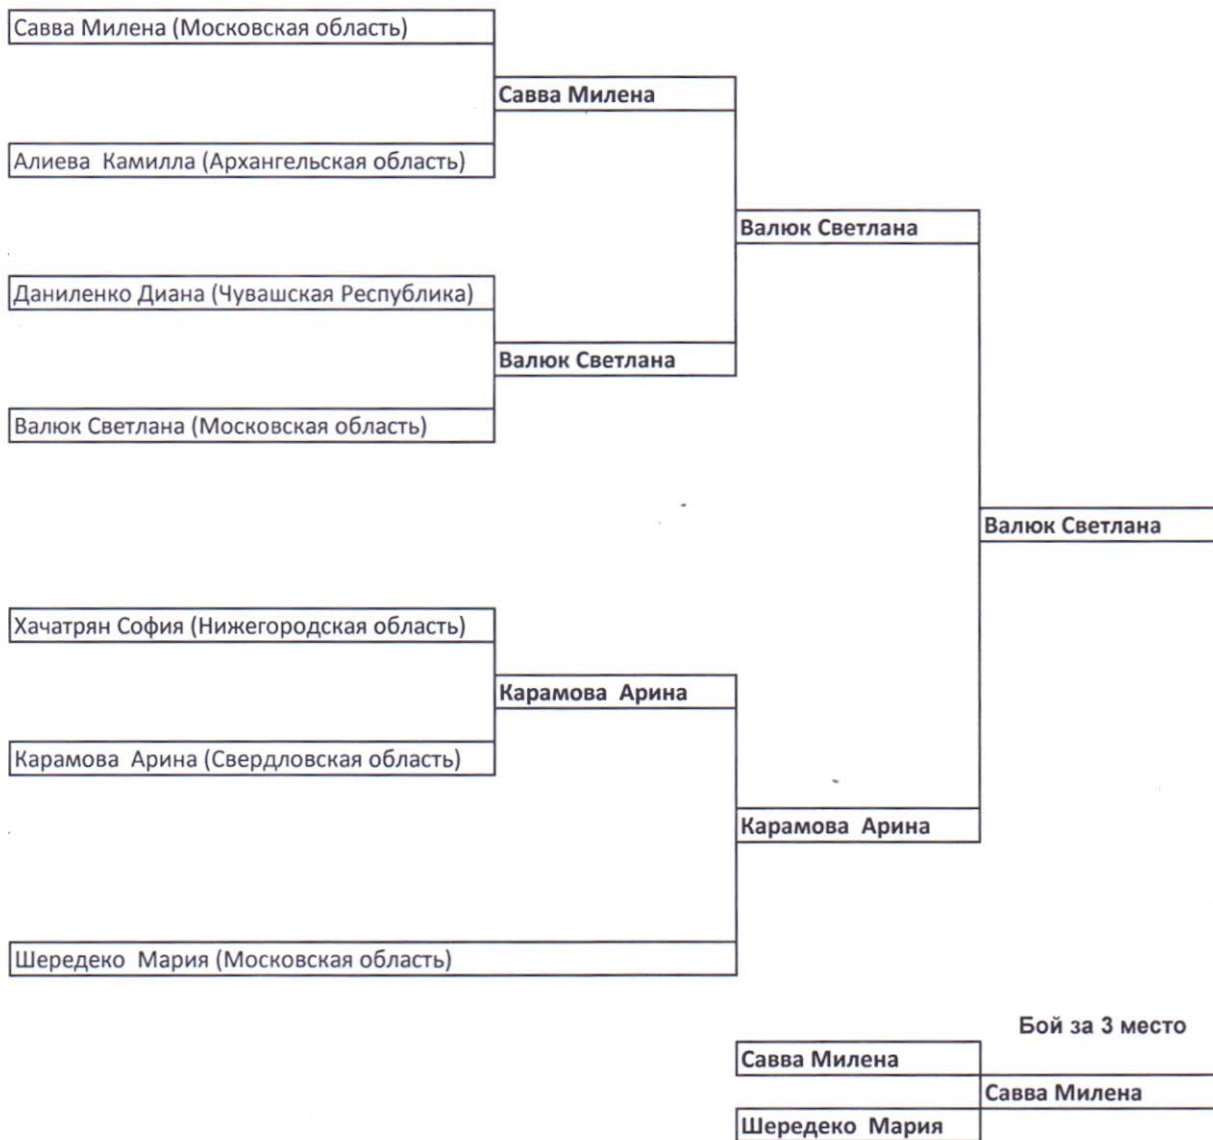 Савва Милена (Московская область)
Савва Милена
Алиева  Камилла (Архангельская область)
Валюк Светлана
Даниленко Диана (Чувашская Республика)
Валюк Светлана
Валюк Светлана (Московская область)
Валюк Светлана
Хачатрян София (Нижегородская область)
Карамова  Арина
Карамова  Арина (Свердловская область)
Карамова  Арина
Шередеко  Мария (Московская область)
Бой за 3 место
Савва Милена
Савва Милена
Шередеко  Мария